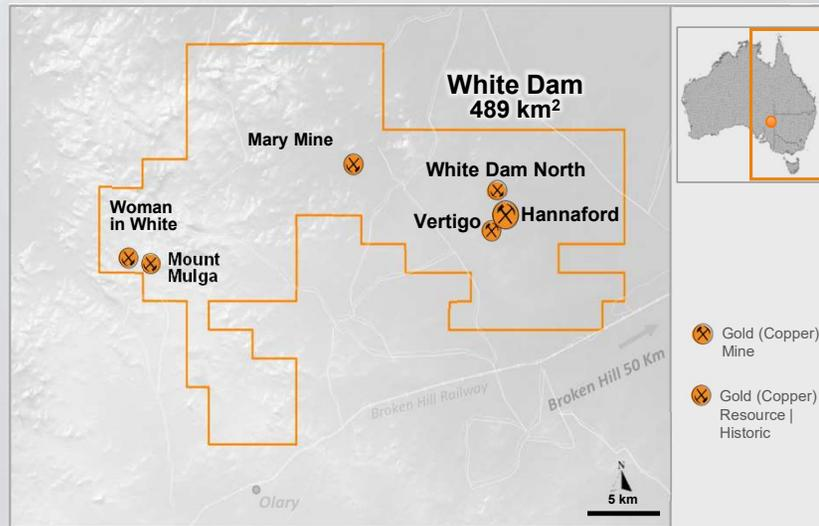 White Dam
489 km²
Mary Mine
White Dam North
Vertigo
Hannaford
Woman
in White
Mount
Mulga
Broken Hill 50 Km
Broken Hill Railway
Olary
N
5 km
Gold (Copper)
Mine
Gold (Copper)
Resource |
Historic